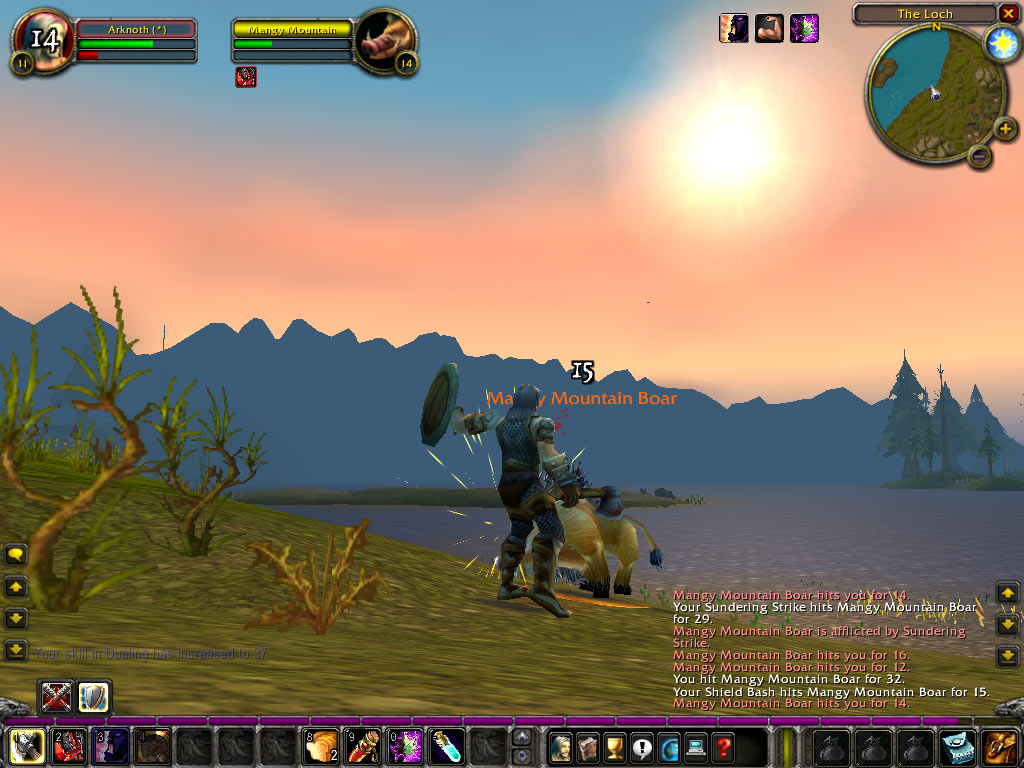 14
Arknoth (*)
11
Mangy Mountain
14
The Loch
N
15
Mangy Mountain Boar
Mangy Mountain Boar hits you for 14.
Your Sundering Strike hits Mangy Mountain Boar
for 29.
Mangy Mountain Boar is afflicted by Sundering
Strike.
Mangy Mountain Boar hits you for 16.
Mangy Mountain Boar hits you for 12.
You hit Mangy Mountain Boar for 32.
Your Shield Bash hits Mangy Mountain Boar for 15.
Mangy Mountain Boar hits you for 14.
Your skill in Dueling has increased to 37
1 2 3 4 8 2 9 0 - ! ?